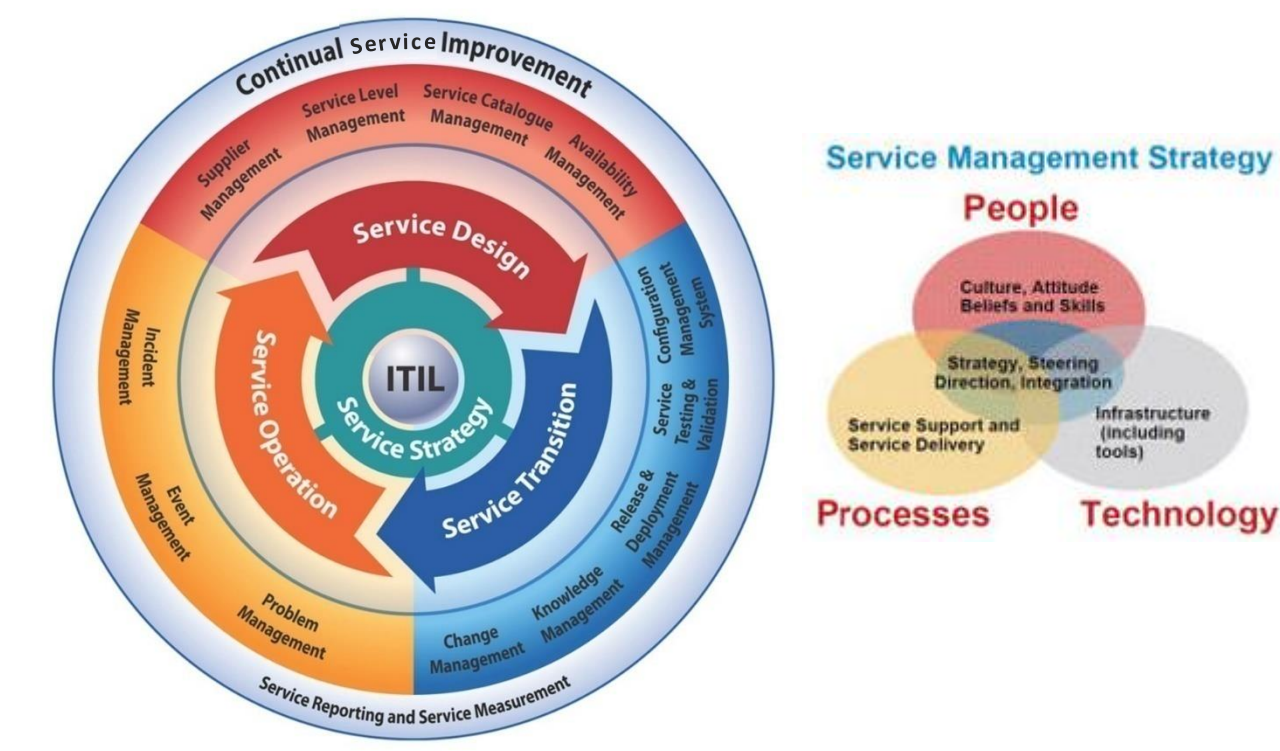 Continual Service Improvement
Supplier
Management
Service Level
Management
Service Catalogue
Management
Availability
Management
Configuration
Management
System
Service
Testing &
Validation
Release &
Deployment
Management
Knowledge
Management
Change
Management
Problem
Management
Event
Management
Incident
Management
Service Design
Service Transition
Service Operation
Service Strategy
ITIL
Service Reporting and Service Measurement
Service Management Strategy
People
Culture, Attitude
Beliefs and Skills
Strategy, Steering
Direction, Integration
Service Support and
Service Delivery
Infrastructure
(including
tools)
Processes
Technology